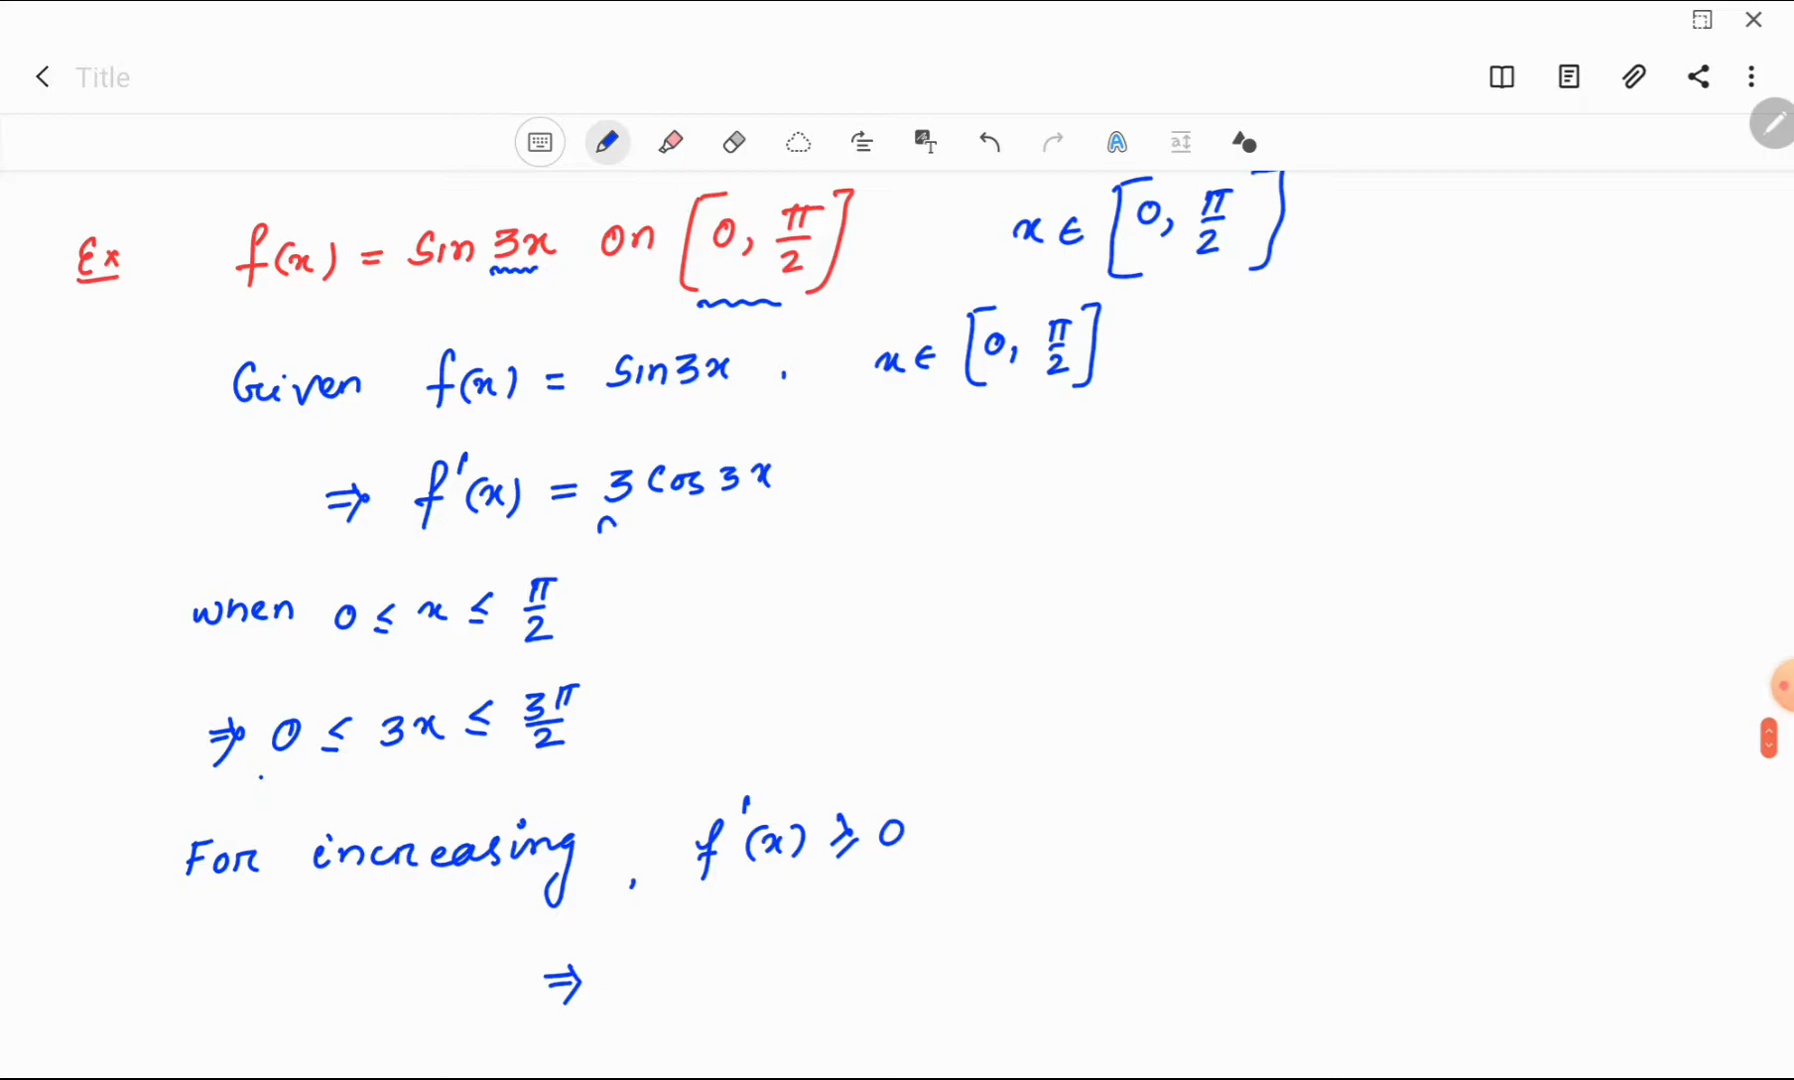 Title
Ex f(x) = Sin 3x on [0, π/2] x ∈ [0, π/2]
Given f(x) = Sin3x , x ∈ [0, π/2]
⇒ f'(x) = 3 Cos 3x
when 0 ≤ x ≤ π/2
⇒ 0 ≤ 3x ≤ 3π/2
For increasing , f'(x) ≥ 0
⇒